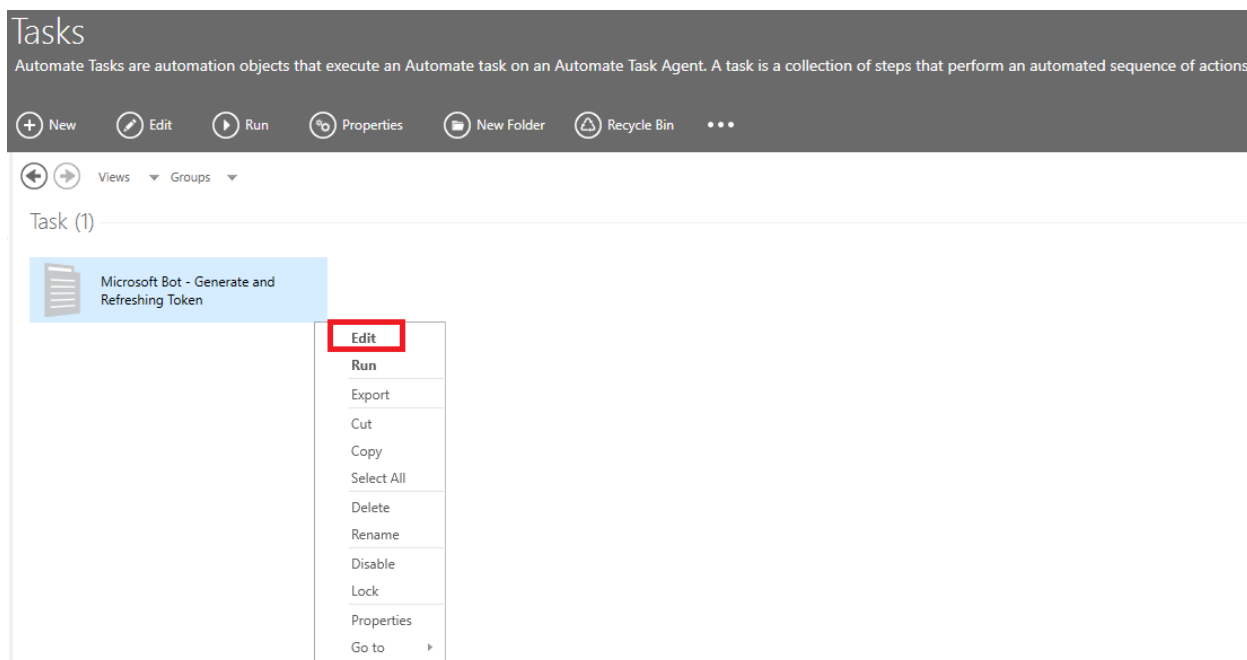 Tasks
Automate Tasks are automation objects that execute an Automate task on an Automate Task Agent. A task is a collection of steps that perform an automated sequence of actions
New Edit Run Properties New Folder Recycle Bin
Views Groups
Task (1)
Microsoft Bot - Generate and
Refreshing Token
Edit
Run
Export
Cut
Copy
Select All
Delete
Rename
Disable
Lock
Properties
Go to